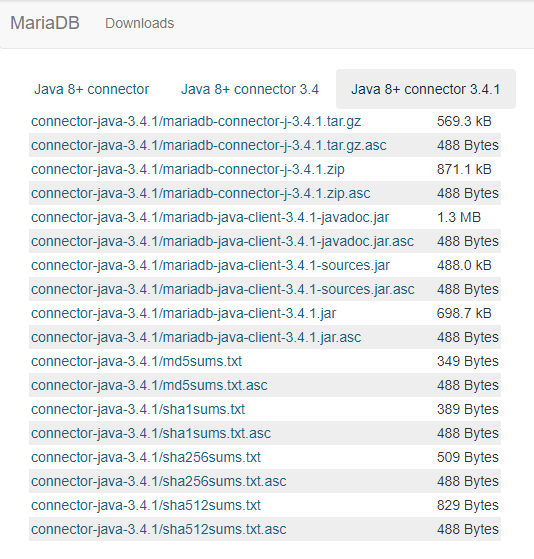 MariaDB Downloads
Java 8+ connector Java 8+ connector 3.4 Java 8+ connector 3.4.1
connector-java-3.4.1/mariadb-connector-j-3.4.1.tar.gz 569.3 kB
connector-java-3.4.1/mariadb-connector-j-3.4.1.tar.gz.asc 488 Bytes
connector-java-3.4.1/mariadb-connector-j-3.4.1.zip 871.1 kB
connector-java-3.4.1/mariadb-connector-j-3.4.1.zip.asc 488 Bytes
connector-java-3.4.1/mariadb-java-client-3.4.1-javadoc.jar 1.3 MB
connector-java-3.4.1/mariadb-java-client-3.4.1-javadoc.jar.asc 488 Bytes
connector-java-3.4.1/mariadb-java-client-3.4.1-sources.jar 488.0 kB
connector-java-3.4.1/mariadb-java-client-3.4.1-sources.jar.asc 488 Bytes
connector-java-3.4.1/mariadb-java-client-3.4.1.jar 698.7 kB
connector-java-3.4.1/mariadb-java-client-3.4.1.jar.asc 488 Bytes
connector-java-3.4.1/md5sums.txt 349 Bytes
connector-java-3.4.1/md5sums.txt.asc 488 Bytes
connector-java-3.4.1/sha1sums.txt 389 Bytes
connector-java-3.4.1/sha1sums.txt.asc 488 Bytes
connector-java-3.4.1/sha256sums.txt 509 Bytes
connector-java-3.4.1/sha256sums.txt.asc 488 Bytes
connector-java-3.4.1/sha512sums.txt 829 Bytes
connector-java-3.4.1/sha512sums.txt.asc 488 Bytes